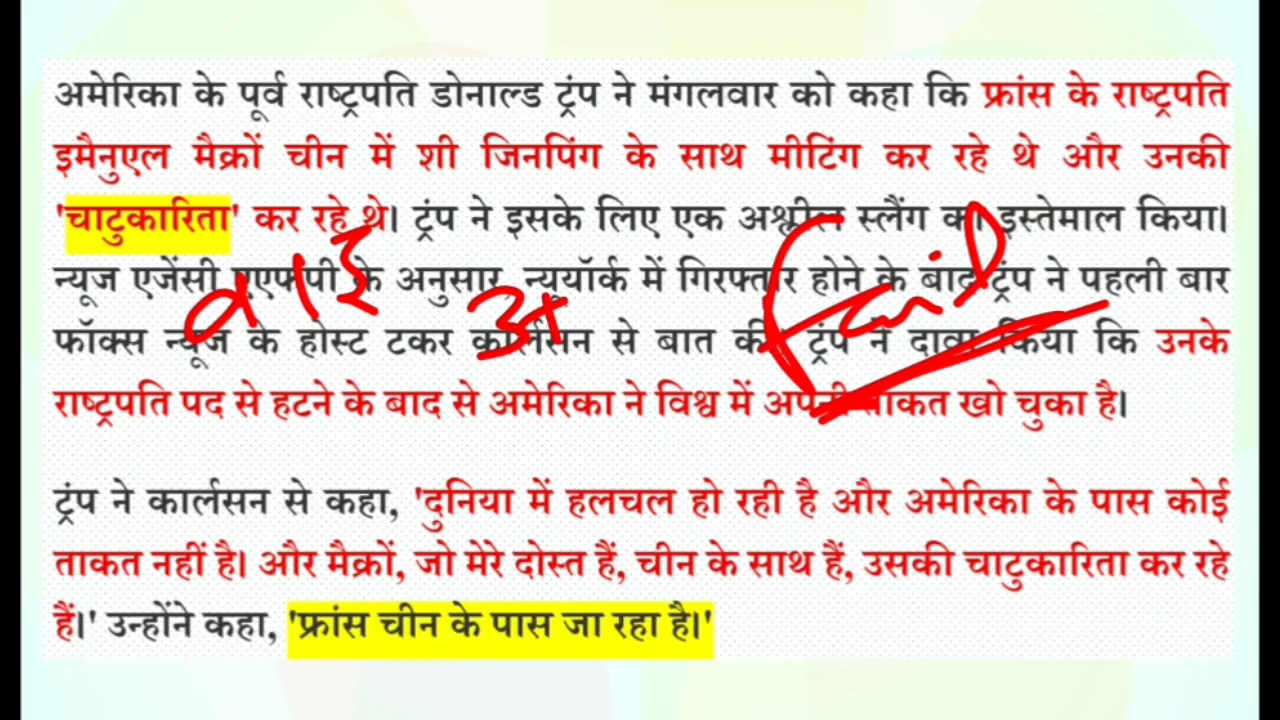 अमेरिका के पूर्व राष्ट्रपति डोनाल्ड ट्रंप ने मंगलवार को कहा कि फ्रांस के राष्ट्रपति
इमैनुएल मैक्रों चीन में शी जिनपिंग के साथ मीटिंग कर रहे थे और उनकी
'चाटुकारिता' कर रहे थे। ट्रंप ने इसके लिए एक अश्लील स्लैंग का इस्तेमाल किया।
न्यूज एजेंसी एएफपी के अनुसार, न्यूयॉर्क में गिरफ्तार होने के बाद ट्रंप ने पहली बार
फॉक्स न्यूज के होस्ट टकर कार्लसन से बात की। ट्रंप ने दावा किया कि उनके
राष्ट्रपति पद से हटने के बाद से अमेरिका ने विश्व में अपनी ताकत खो चुका है।
ट्रंप ने कार्लसन से कहा, 'दुनिया में हलचल हो रही है और अमेरिका के पास कोई
ताकत नहीं है। और मैक्रों, जो मेरे दोस्त हैं, चीन के साथ हैं, उसकी चाटुकारिता कर रहे
हैं।' उन्होंने कहा, 'फ्रांस चीन के पास जा रहा है।'
Fail